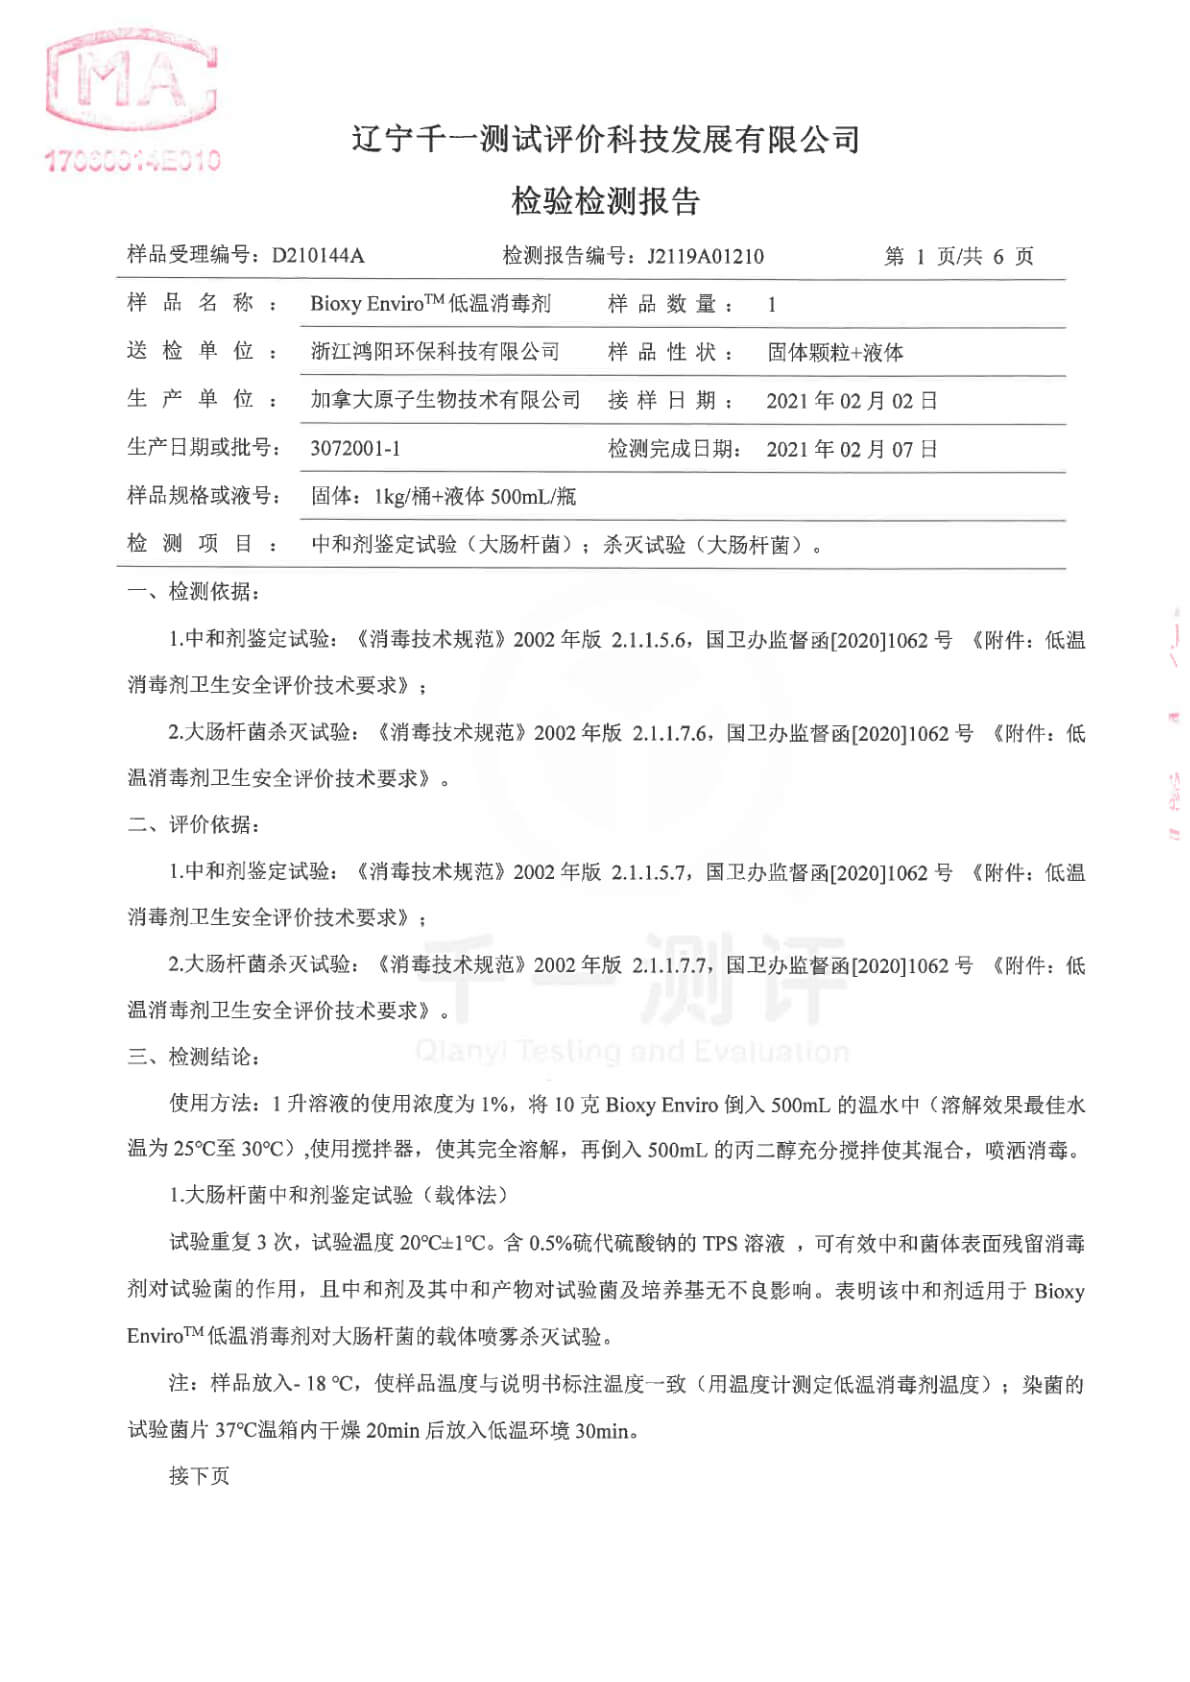 CMA
辽宁千一测试评价科技发展有限公司
检验检测报告
样品受理编号：D210144A 检测报告编号：J2119A01210 第 1 页/共 6 页
样品名称： Bioxy Enviro™低温消毒剂 样品数量： 1
送检单位： 浙江鸿阳环保科技有限公司 样品性状： 固体颗粒+液体
生产单位： 加拿大原子生物技术有限公司 接样日期： 2021 年 02 月 02 日
生产日期或批号： 3072001-1 检测完成日期： 2021 年 02 月 07 日
样品规格或液号： 固体：1kg/桶+液体 500mL/瓶
检测项目： 中和剂鉴定试验（大肠杆菌）；杀灭试验（大肠杆菌）。
一、检测依据：
1.中和剂鉴定试验：《消毒技术规范》2002 年版 2.1.1.5.6，国卫办监督函[2020]1062 号 《附件：低温
消毒剂卫生安全评价技术要求》；
2.大肠杆菌杀灭试验：《消毒技术规范》2002 年版 2.1.1.7.6，国卫办监督函[2020]1062 号 《附件：低
温消毒剂卫生安全评价技术要求》。
二、评价依据：
1.中和剂鉴定试验：《消毒技术规范》2002 年版 2.1.1.5.7，国卫办监督函[2020]1062 号 《附件：低温
消毒剂卫生安全评价技术要求》；
2.大肠杆菌杀灭试验：《消毒技术规范》2002 年版 2.1.1.7.7，国卫办监督函[2020]1062 号 《附件：低
温消毒剂卫生安全评价技术要求》。
千一测评
Qianyi Testing and Evaluation
三、检测结论：
使用方法：1 升溶液的使用浓度为 1%，将 10 克 Bioxy Enviro 倒入 500mL 的温水中（溶解效果最佳水
温为 25℃至 30℃）,使用搅拌器，使其完全溶解，再倒入 500mL 的丙二醇充分搅拌使其混合，喷洒消毒。
1.大肠杆菌中和剂鉴定试验（载体法）
试验重复 3 次，试验温度 20℃±1℃。含 0.5%硫代硫酸钠的 TPS 溶液 ，可有效中和菌体表面残留消毒
剂对试验菌的作用，且中和剂及其中和产物对试验菌及培养基无不良影响。表明该中和剂适用于 Bioxy
Enviro™低温消毒剂对大肠杆菌的载体喷雾杀灭试验。
注：样品放入- 18 ℃，使样品温度与说明书标注温度一致（用温度计测定低温消毒剂温度）；染菌的
试验菌片 37℃温箱内干燥 20min 后放入低温环境 30min。
接下页